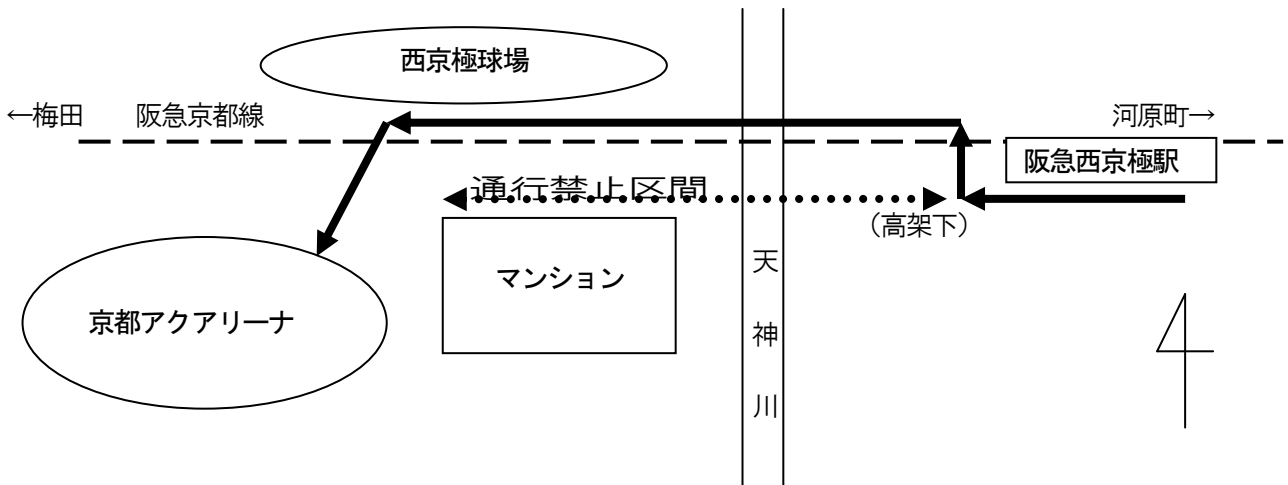 西京極球場
←梅田 阪急京都線 河原町→
阪急西京極駅
通行禁止区間
(高架下)
マンション
天神川
京都アクアリーナ